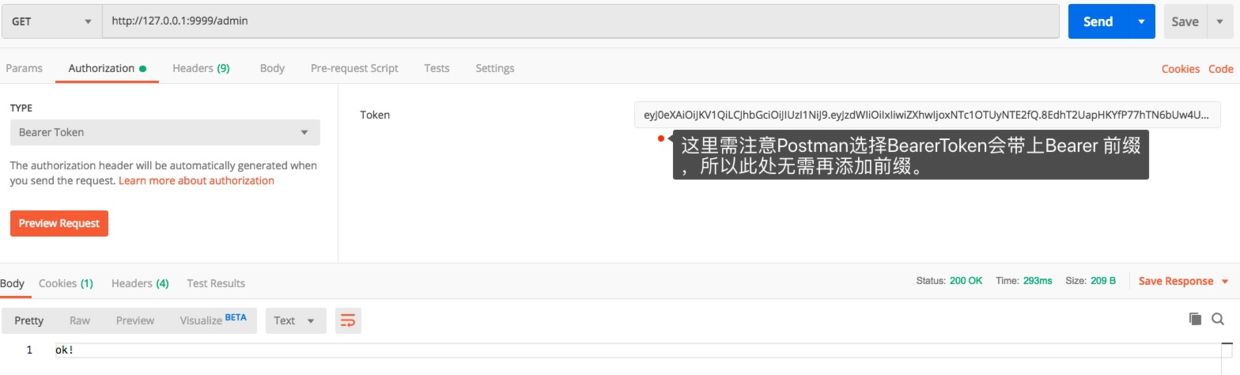 GET http://127.0.0.1:9999/admin Send Save
Params Authorization Headers (9) Body Pre-request Script Tests Settings Cookies Code
TYPE
Bearer Token
The authorization header will be automatically generated when
you send the request. Learn more about authorization
Preview Request
Token eyJ0eXAiOiJKV1QiLCJhbGciOiJIUzI1NiJ9.eyJzdWIiOiIxIiwiZXhwIjoxNTc1OTUyNTE2fQ.8EdhT2UapHKYfP77hTN6bUw4U...
这里需注意Postman选择BearerToken会带上Bearer 前缀
，所以此处无需再添加前缀。
Body Cookies (1) Headers (4) Test Results Status: 200 OK Time: 293ms Size: 209 B Save Response
Pretty Raw Preview Visualize BETA Text
1 ok!